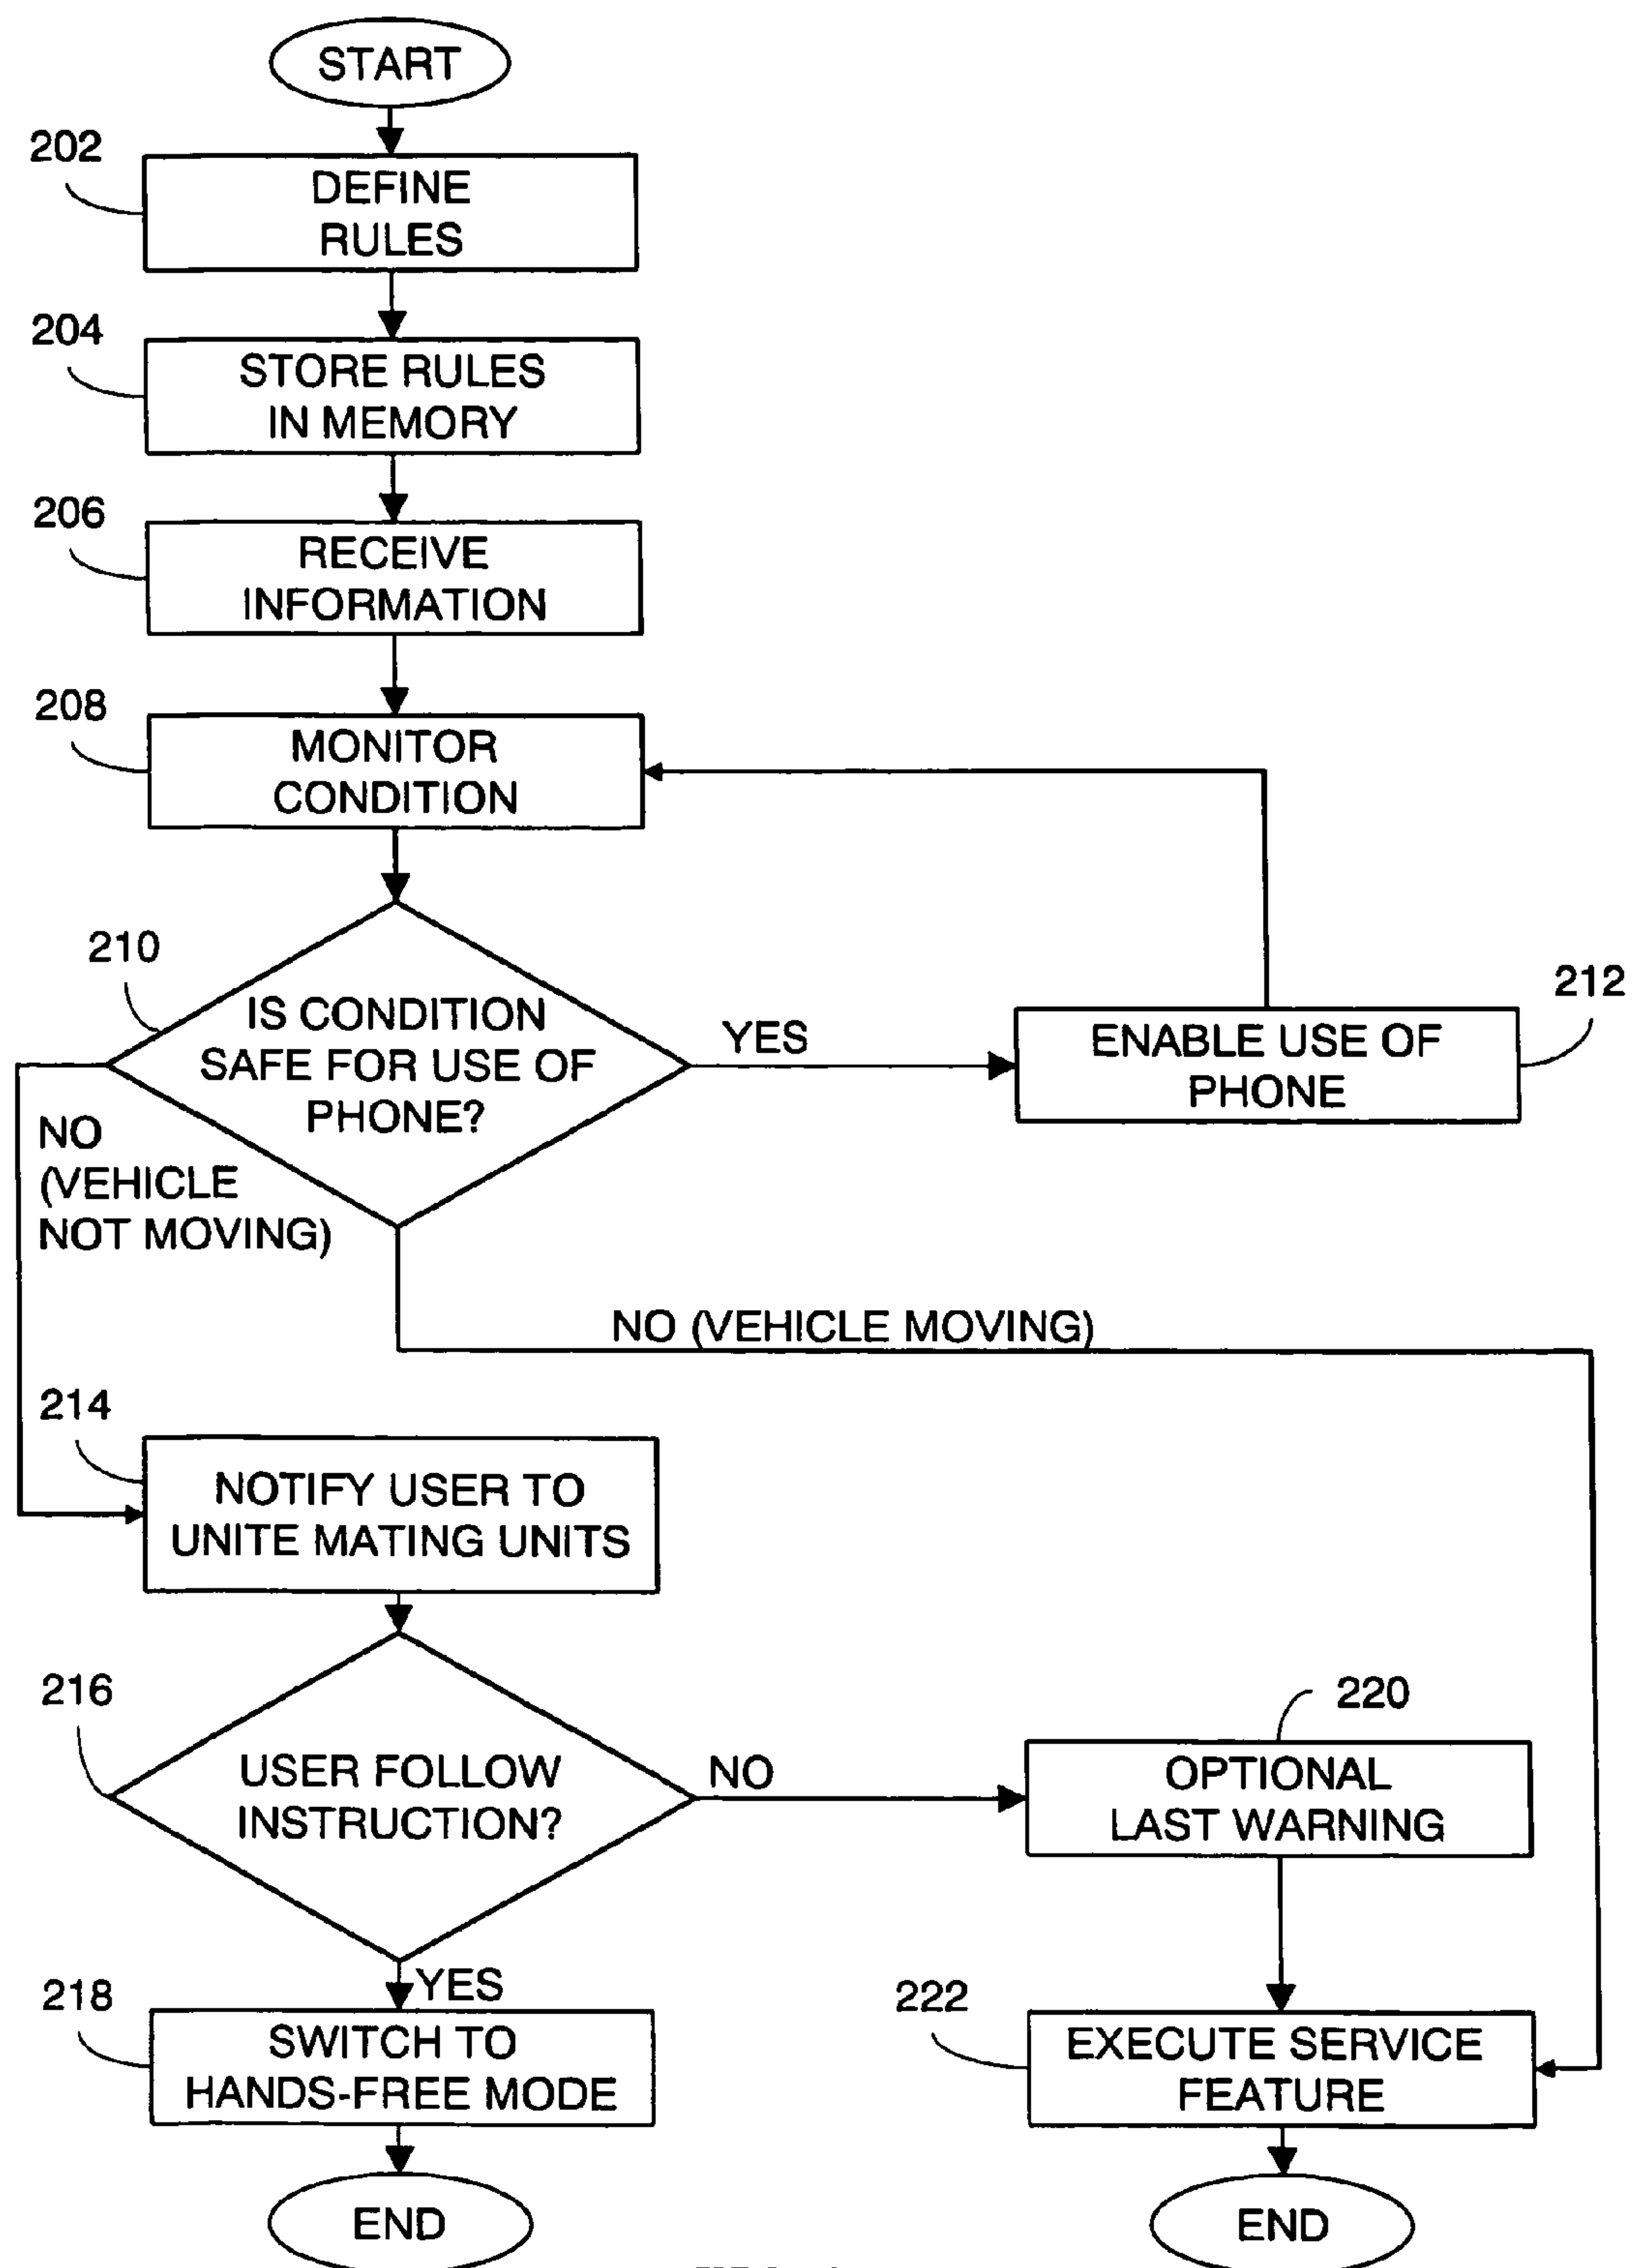 START
202
DEFINE
RULES
204
STORE RULES
IN MEMORY
206
RECEIVE
INFORMATION
208
MONITOR
CONDITION
210
IS CONDITION
SAFE FOR USE OF
PHONE?
YES
212
ENABLE USE OF
PHONE
NO
(VEHICLE
NOT MOVING)
NO (VEHICLE MOVING)
214
NOTIFY USER TO
UNITE MATING UNITS
216
USER FOLLOW
INSTRUCTION?
NO
220
OPTIONAL
LAST WARNING
YES
218
SWITCH TO
HANDS-FREE MODE
222
EXECUTE SERVICE
FEATURE
END
END